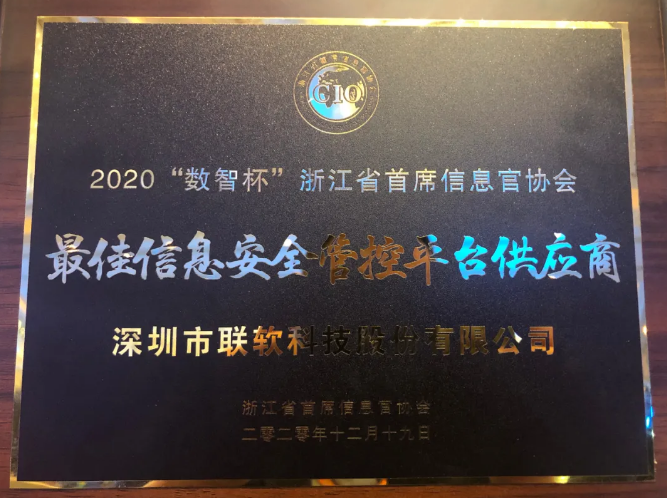 CIO
2020“数智杯”浙江省首席信息官协会
最佳信息安全管控平台供应商
深圳市联软科技股份有限公司
浙江省首席信息官协会
二零二零年十二月十九日